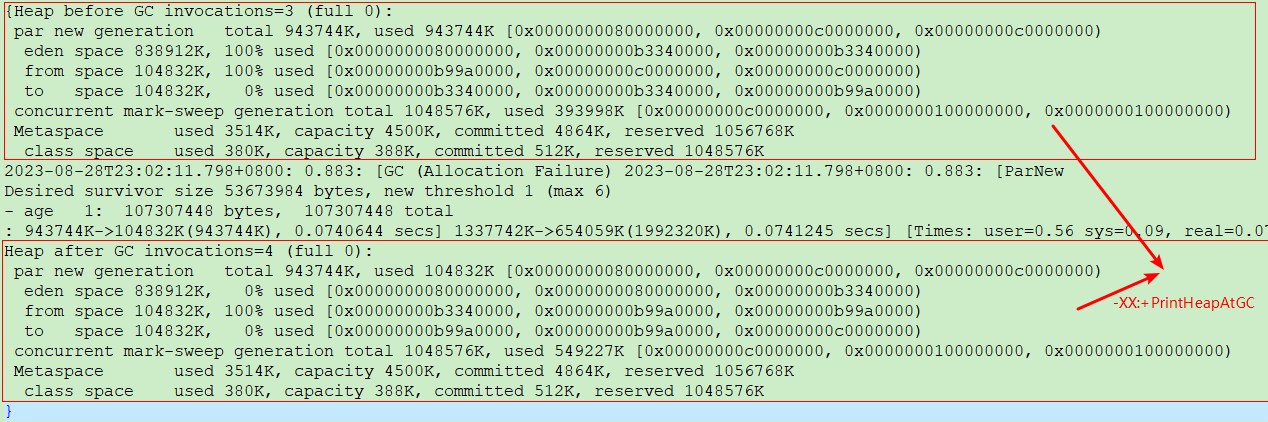 {Heap before GC invocations=3 (full 0):
 par new generation   total 943744K, used 943744K [0x0000000080000000, 0x00000000c0000000, 0x00000000c0000000)
  eden space 838912K, 100% used [0x0000000080000000, 0x00000000b3340000, 0x00000000b3340000)
  from space 104832K, 100% used [0x00000000b99a0000, 0x00000000c0000000, 0x00000000c0000000)
  to   space 104832K,   0% used [0x00000000b3340000, 0x00000000b3340000, 0x00000000b99a0000)
 concurrent mark-sweep generation total 1048576K, used 393998K [0x00000000c0000000, 0x0000000100000000, 0x0000000100000000)
 Metaspace       used 3514K, capacity 4500K, committed 4864K, reserved 1056768K
  class space    used 380K, capacity 388K, committed 512K, reserved 1048576K
2023-08-28T23:02:11.798+0800: 0.883: [GC (Allocation Failure) 2023-08-28T23:02:11.798+0800: 0.883: [ParNew
Desired survivor size 53673984 bytes, new threshold 1 (max 6)
- age   1:  107307448 bytes,  107307448 total
: 943744K->104832K(943744K), 0.0740644 secs] 1337742K->654059K(1992320K), 0.0741245 secs] [Times: user=0.56 sys=0.09, real=0.07
Heap after GC invocations=4 (full 0):
 par new generation   total 943744K, used 104832K [0x0000000080000000, 0x00000000c0000000, 0x00000000c0000000)
  eden space 838912K,   0% used [0x0000000080000000, 0x0000000080000000, 0x00000000b3340000)
  from space 104832K, 100% used [0x00000000b3340000, 0x00000000b99a0000, 0x00000000b99a0000)
  to   space 104832K,   0% used [0x00000000b99a0000, 0x00000000b99a0000, 0x00000000c0000000)
-XX:+PrintHeapAtGC
 concurrent mark-sweep generation total 1048576K, used 549227K [0x00000000c0000000, 0x0000000100000000, 0x0000000100000000)
 Metaspace       used 3514K, capacity 4500K, committed 4864K, reserved 1056768K
  class space    used 380K, capacity 388K, committed 512K, reserved 1048576K
}